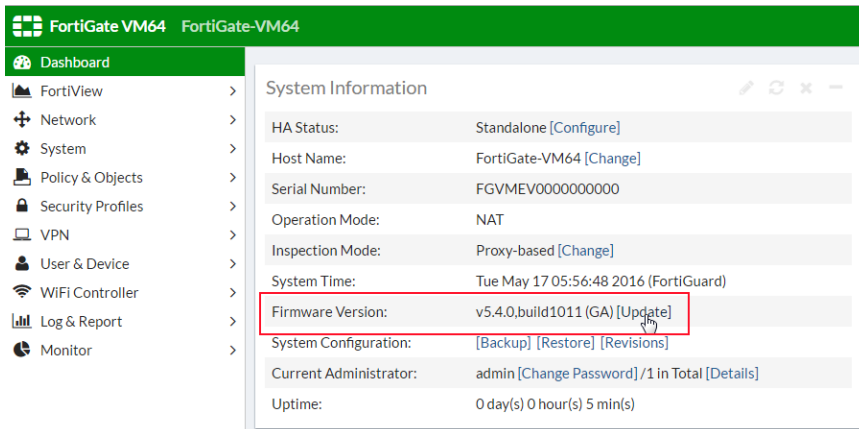 FortiGate VM64 FortiGate-VM64
Dashboard
FortiView
Network
System
Policy & Objects
Security Profiles
VPN
User & Device
WiFi Controller
Log & Report
Monitor
System Information
HA Status: Standalone [Configure]
Host Name: FortiGate-VM64 [Change]
Serial Number: FGVMEV0000000000
Operation Mode: NAT
Inspection Mode: Proxy-based [Change]
System Time: Tue May 17 05:56:48 2016 (FortiGuard)
Firmware Version: v5.4.0,build1011 (GA) [Update]
System Configuration: [Backup] [Restore] [Revisions]
Current Administrator: admin [Change Password] /1 in Total [Details]
Uptime: 0 day(s) 0 hour(s) 5 min(s)